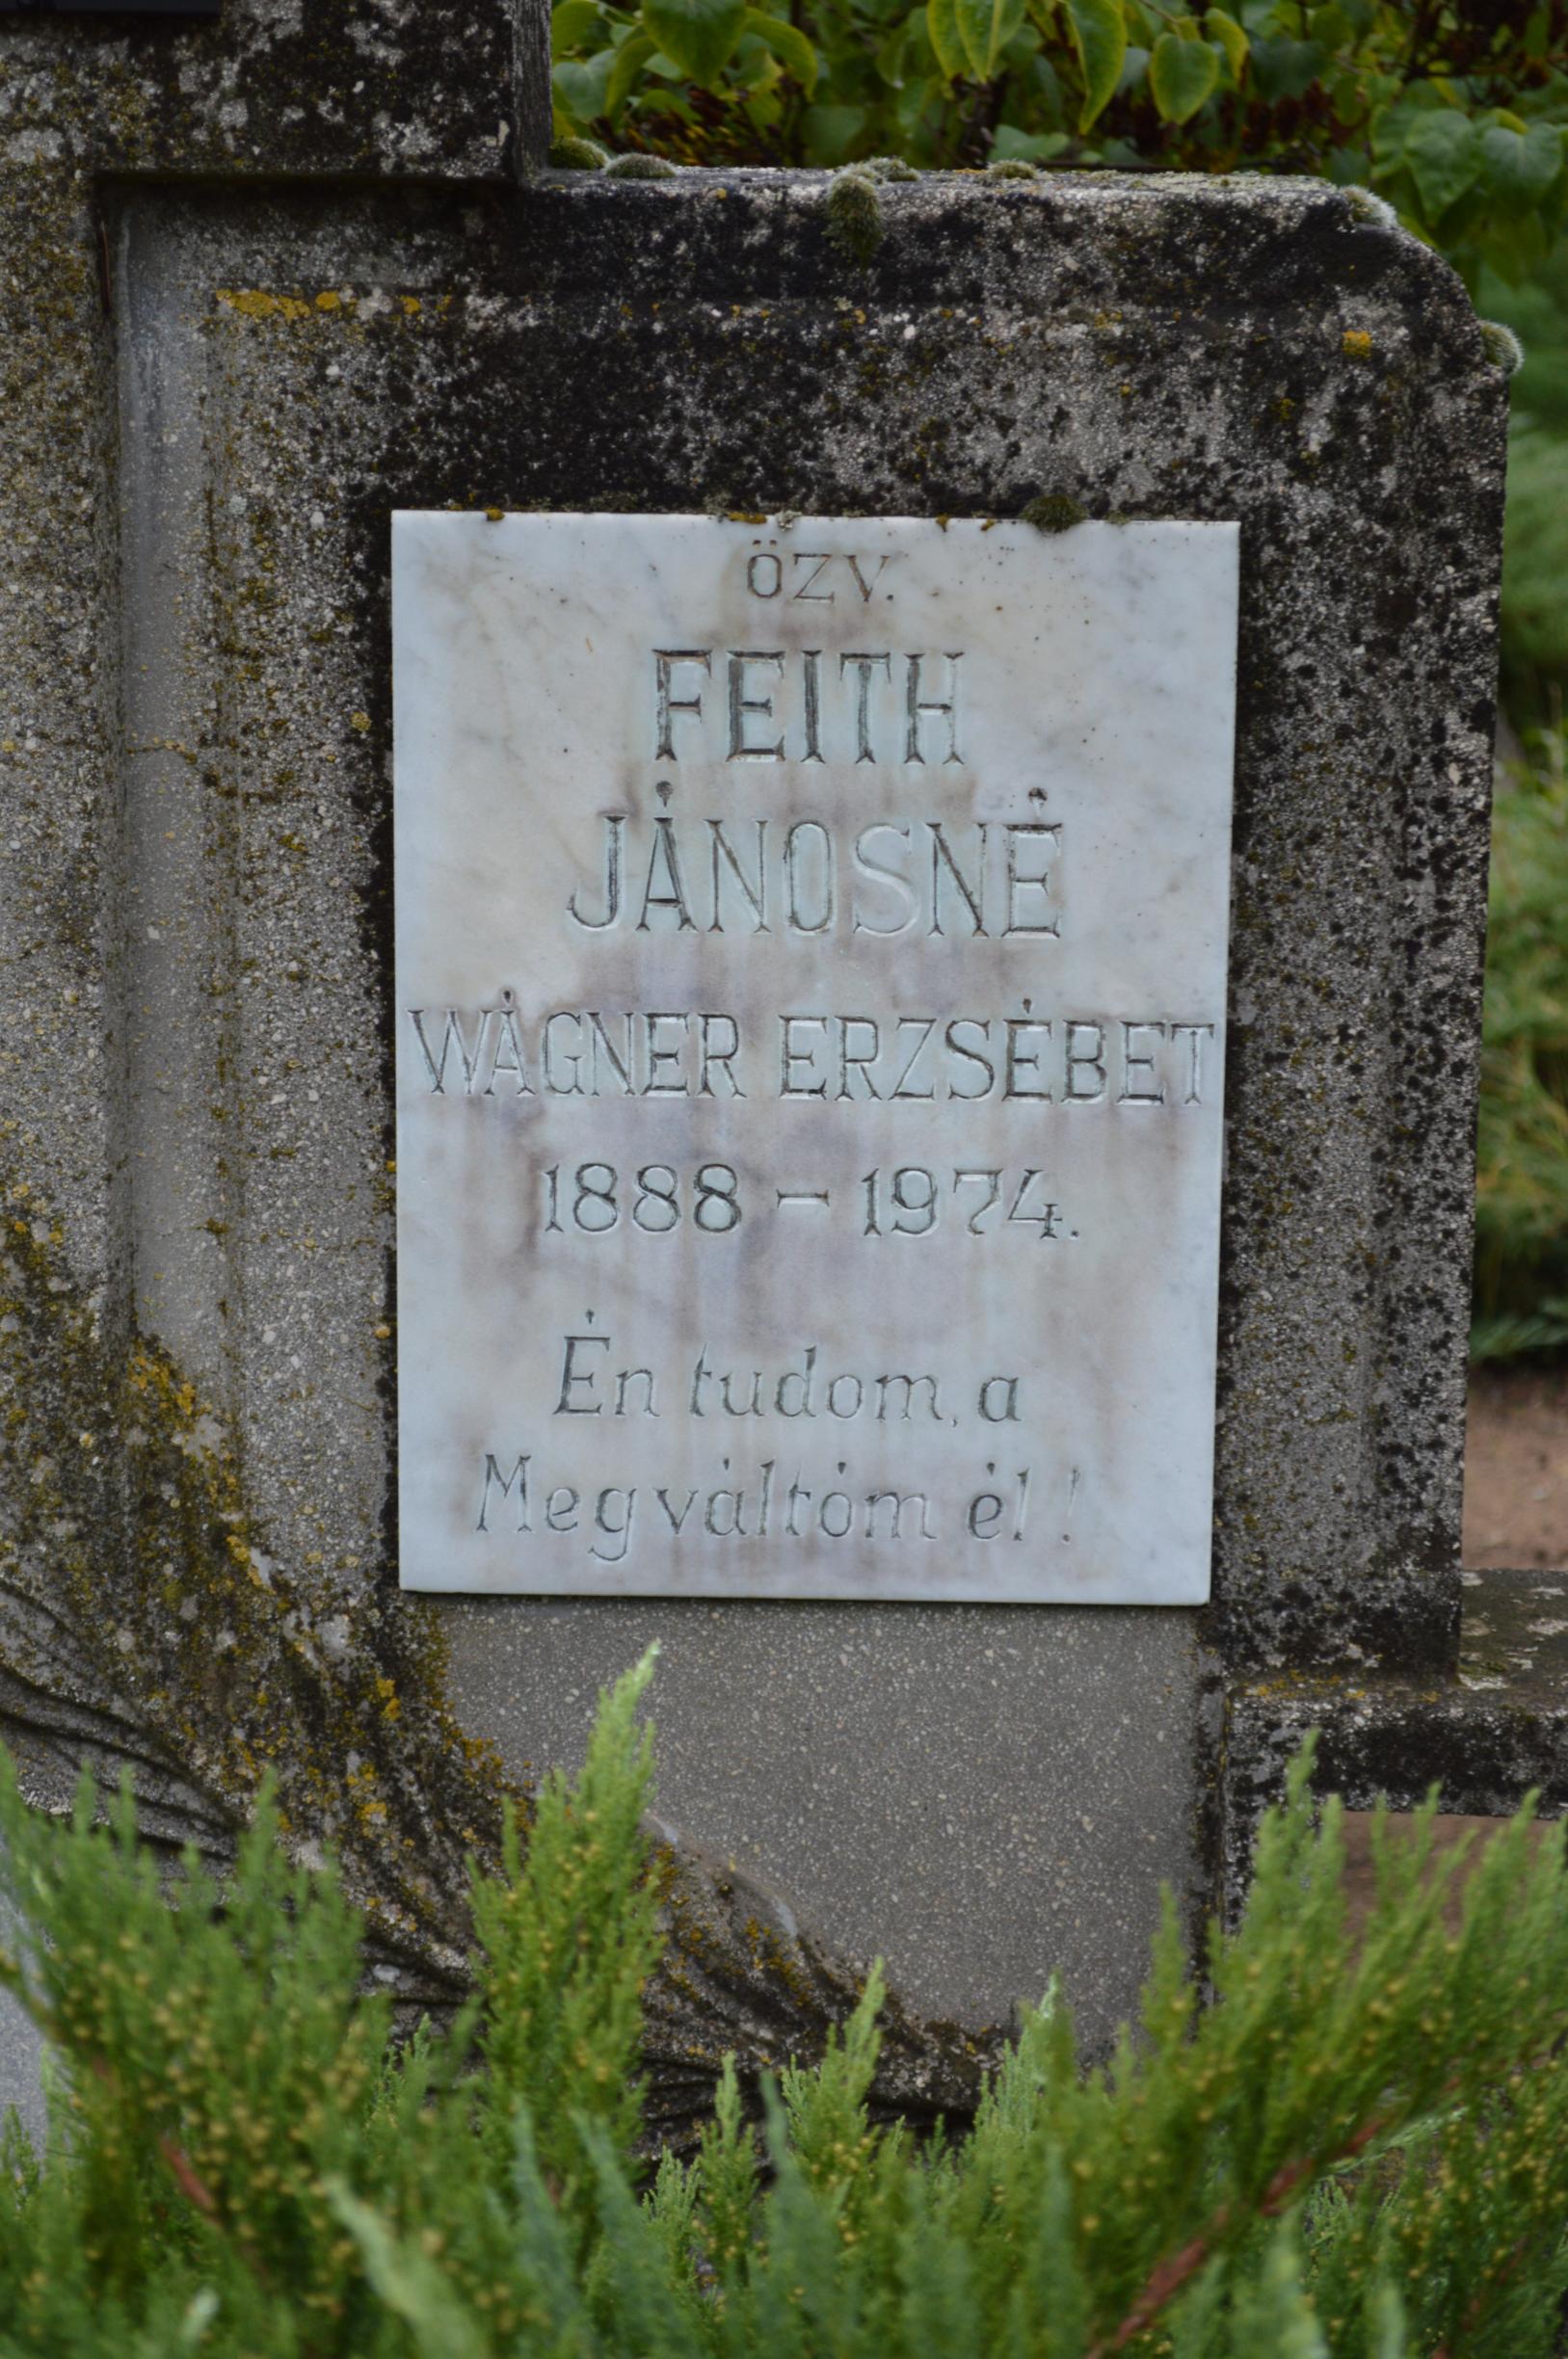 ÖZV.
FEITH
JÁNOSNÉ
WÁGNER ERZSÉBET
1888 - 1974.
Én tudom, a
Megváltóm él!